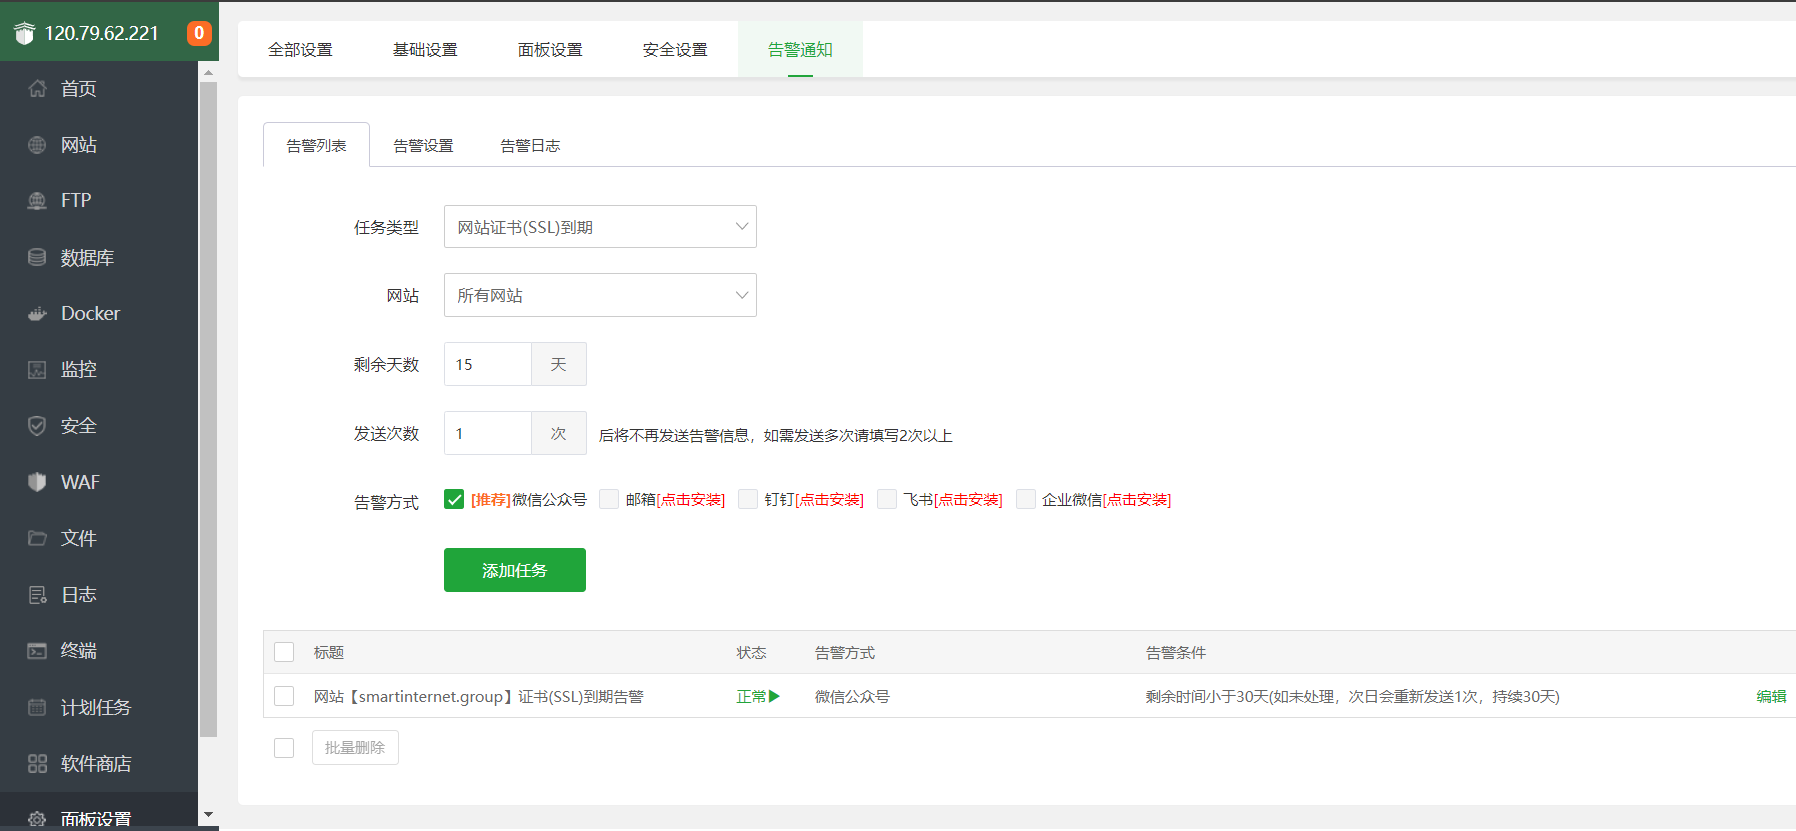 120.79.62.221 0
首页
网站
FTP
数据库
Docker
监控
安全
WAF
文件
日志
终端
计划任务
软件商店
面板设置
全部设置 基础设置 面板设置 安全设置 告警通知
告警列表 告警设置 告警日志
任务类型 网站证书(SSL)到期
网站 所有网站
剩余天数 15 天
发送次数 1 次 后将不再发送告警信息，如需发送多次请填写2次以上
告警方式 [推荐]微信公众号 邮箱[点击安装] 钉钉[点击安装] 飞书[点击安装] 企业微信[点击安装]
添加任务
标题 状态 告警方式 告警条件
网站【smartinternet.group】证书(SSL)到期告警 正常 微信公众号 剩余时间小于30天(如未处理，次日会重新发送1次，持续30天) 编辑
批量删除